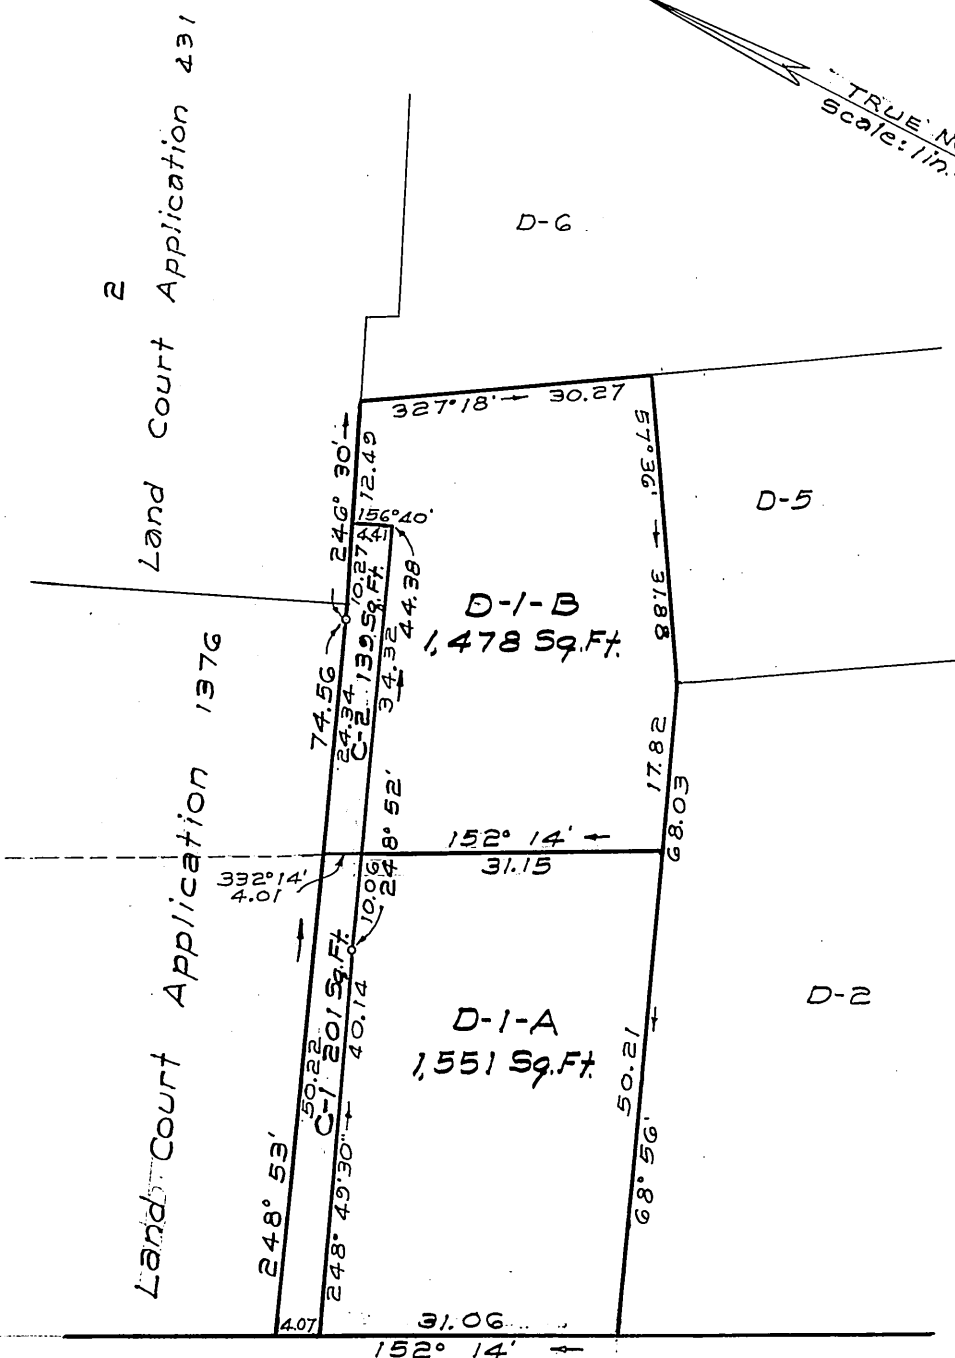 TRUE
Scale: 1in.
Land Court Application 431
2
D-6
327°18' 30.27
246° 30'
12.49
156°40'
4.41
57°36'
31.88
D-5
10.27
44.38
D-1-B
1,478 Sq.Ft.
C-2 139 Sq.Ft.
34.32
74.56
24.34
Land Court Application 1376
17.82
68.03
248° 52'
152° 14'
31.15
332°14'
4.01
10.06
D-2
C-1 201 Sq.Ft.
40.14
D-1-A
1,551 Sq.Ft.
50.22
50.21
248° 53'
248° 49'30"
68° 56'
4.07
31.06
152° 14'